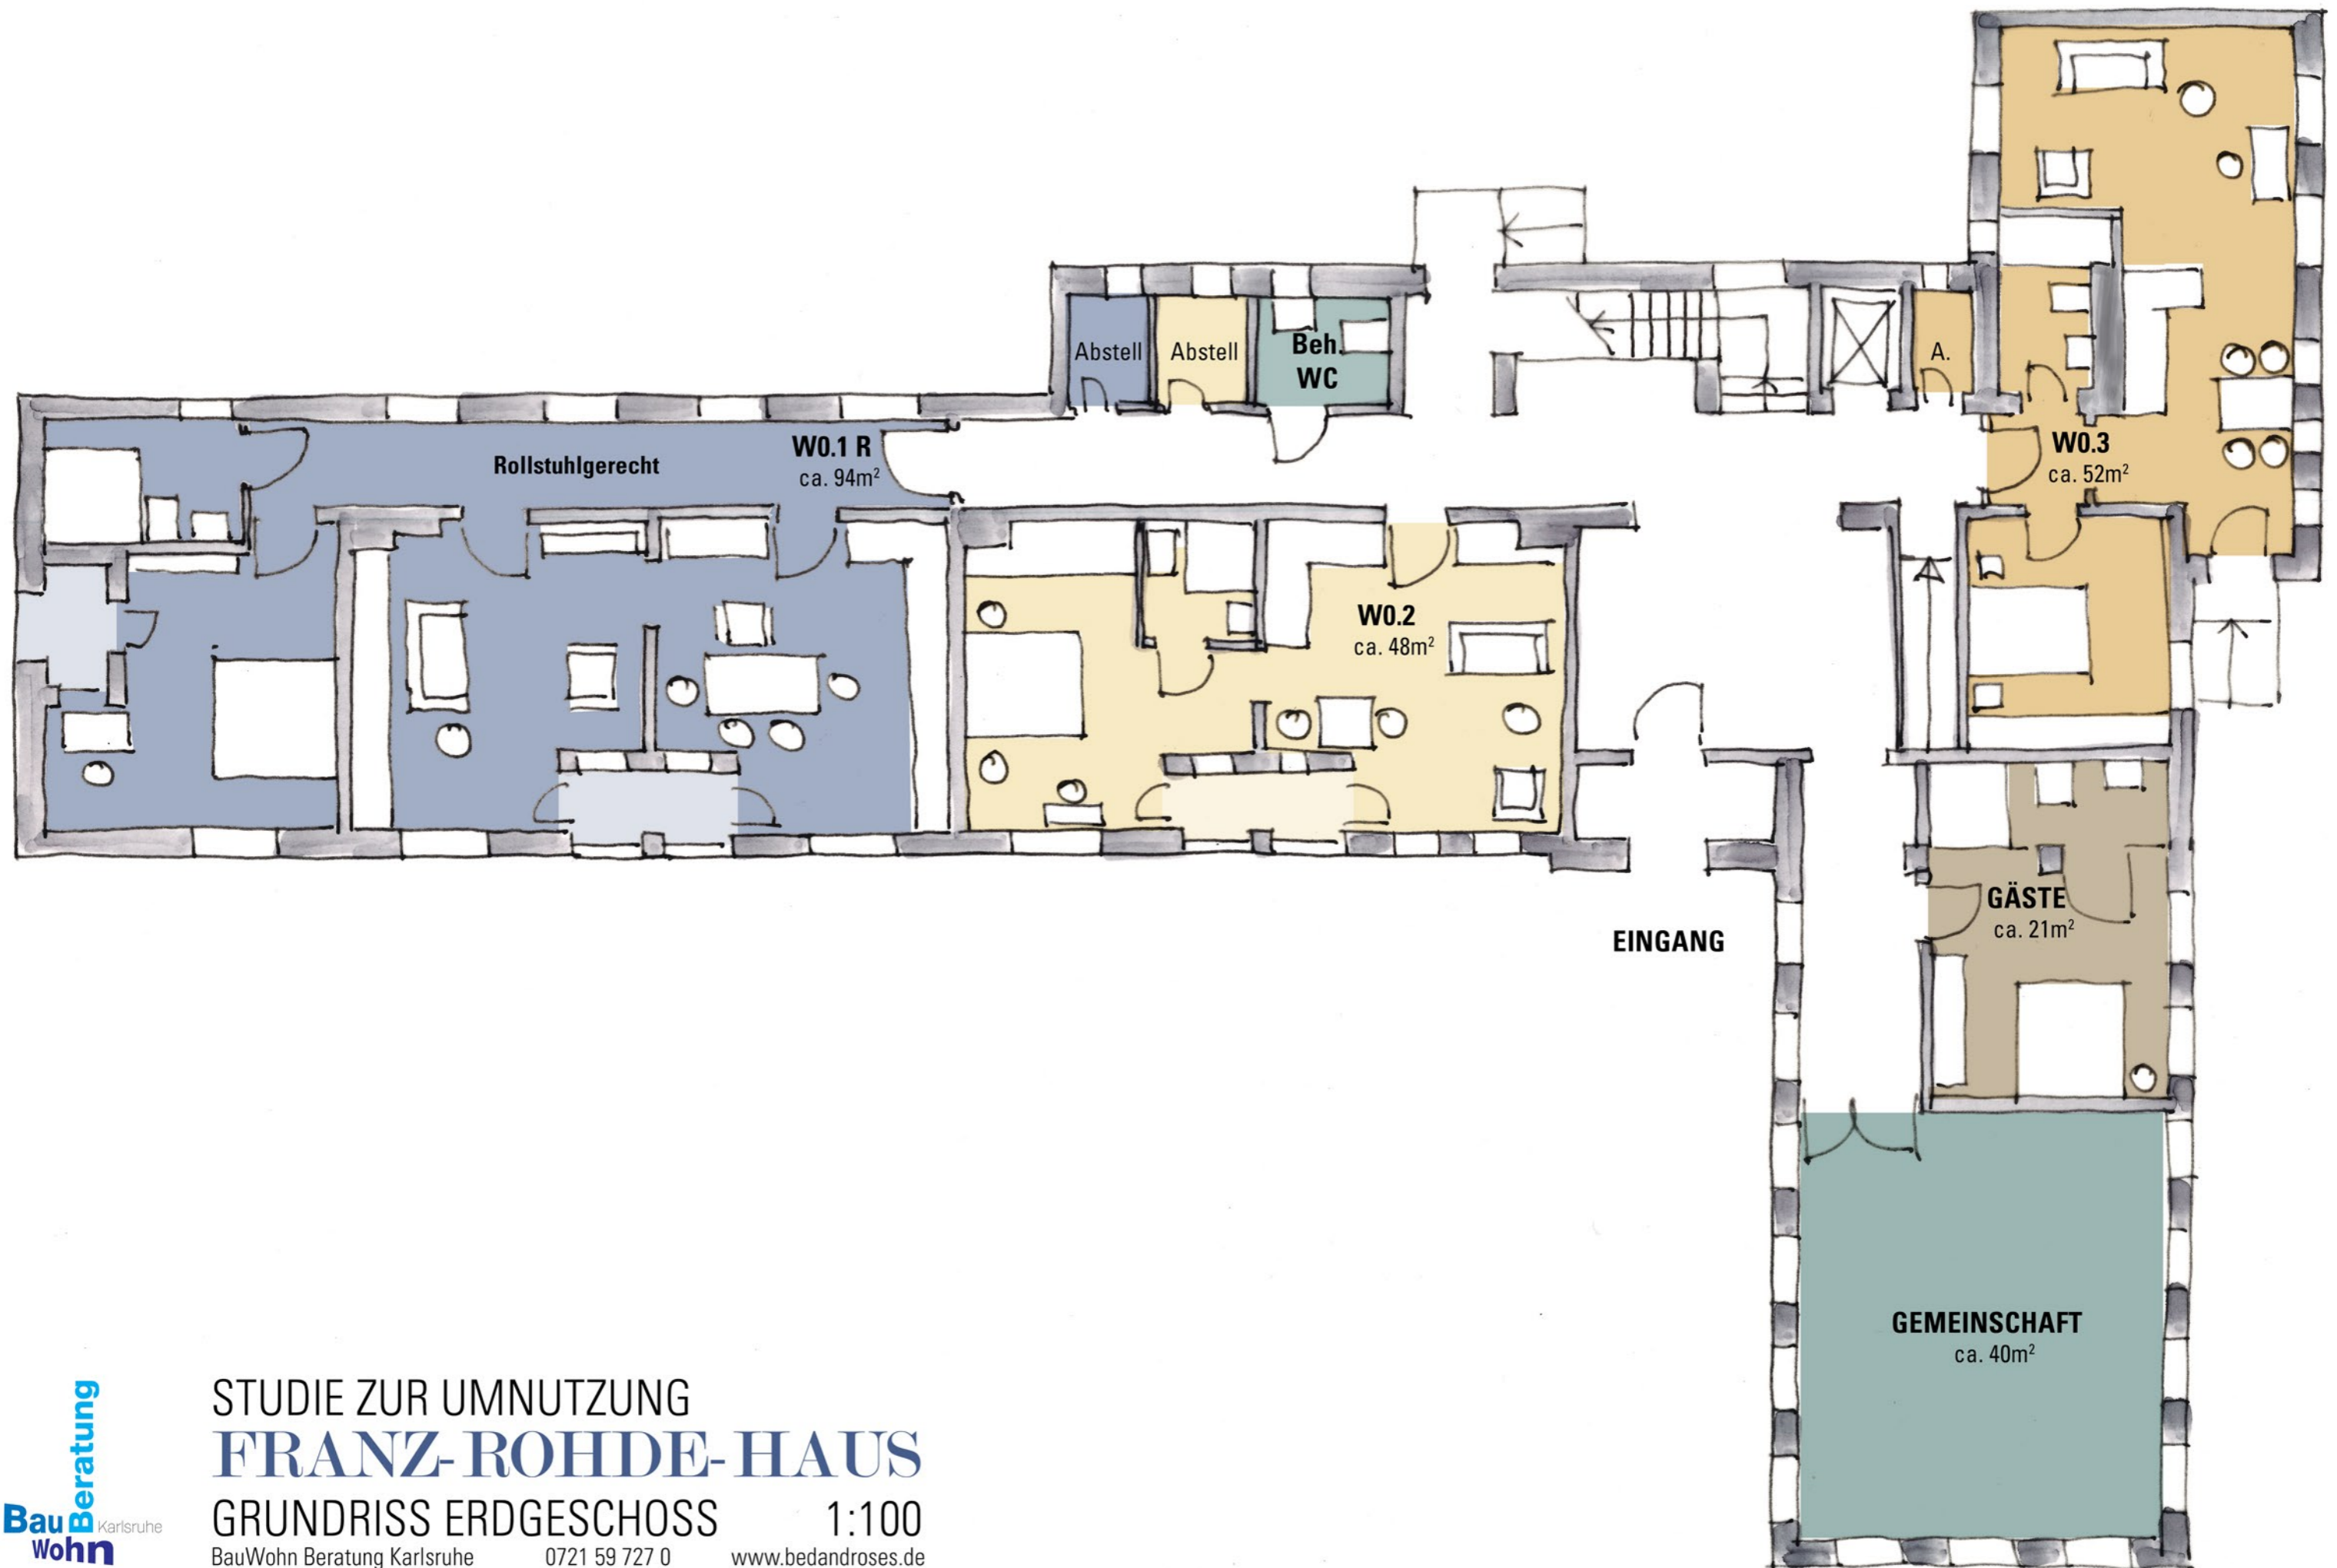 Abstell
Abstell
Beh.
WC
A.
W0.1 R
ca. 94m²
Rollstuhlgerecht
W0.3
ca. 52m²
W0.2
ca. 48m²
GÄSTE
ca. 21m²
EINGANG
GEMEINSCHAFT
ca. 40m²
STUDIE ZUR UMNUTZUNG
FRANZ-ROHDE-HAUS
GRUNDRISS ERDGESCHOSS 1:100
BauWohn Beratung Karlsruhe 0721 59 727 0 www.bedandroses.de
Beratung
Bau
Karlsruhe
Wohn